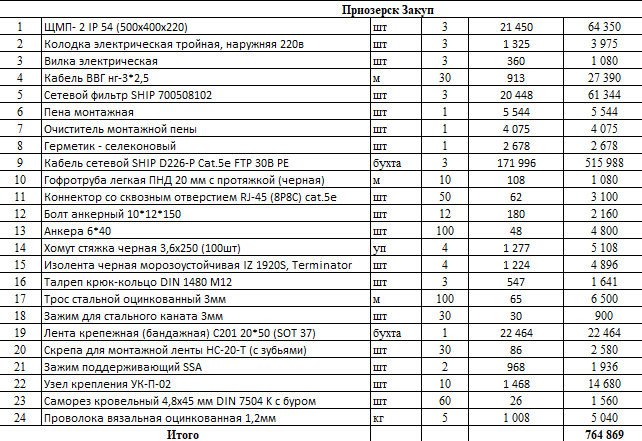 Приозерск Закуп
1 ЩМП- 2 IP 54 (500x400x220) шт 3 21 450 64 350
2 Колодка электрическая тройная, наружняя 220в шт 3 1 325 3 975
3 Вилка электрическая шт 3 360 1 080
4 Кабель ВВГ нг-3*2,5 м 30 913 27 390
5 Сетевой фильтр SHIP 700508102 шт 3 20 448 61 344
6 Пена монтажная шт 1 5 544 5 544
7 Очиститель монтажной пены шт 1 4 075 4 075
8 Герметик - селеконовый шт 1 2 678 2 678
9 Кабель сетевой SHIP D226-P Cat.5e FTP 30В PE бухта 3 171 996 515 988
10 Гофротруба легкая ПНД 20 мм с протяжкой (черная) м 10 108 1 080
11 Коннектор со сквозным отверстием RJ-45 (8P8C) cat.5e шт 50 62 3 100
12 Болт анкерный 10*12*150 шт 12 180 2 160
13 Анкера 6*40 шт 100 48 4 800
14 Хомут стяжка черная 3,6x250 (100шт) уп 4 1 277 5 108
15 Изолента черная морозоустойчивая IZ 1920S, Terminator шт 4 1 224 4 896
16 Талреп крюк-кольцо DIN 1480 М12 шт 3 547 1 641
17 Трос стальной оцинкованный 3мм м 100 65 6 500
18 Зажим для стального каната 3мм шт 30 30 900
19 Лента крепежная (бандажная) C201 20*50 (SOT 37) бухта 1 22 464 22 464
20 Скрепа для монтажной ленты НС-20-Т (с зубьями) шт 30 86 2 580
21 Зажим поддерживающий SSA шт 2 968 1 936
22 Узел крепления УК-П-02 шт 10 1 468 14 680
23 Саморез кровельный 4,8x45 мм DIN 7504 К с буром шт 60 26 1 560
24 Проволока вязальная оцинкованная 1,2мм кг 5 1 008 5 040
Итого 764 869